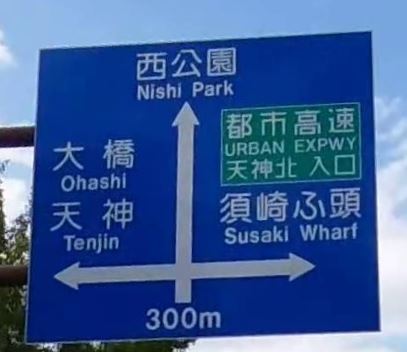 西公園
Nishi Park
大橋
Ohashi
天神
Tenjin
都市高速
URBAN EXPWY
天神北入口
須崎ふ頭
Susaki Wharf
300m